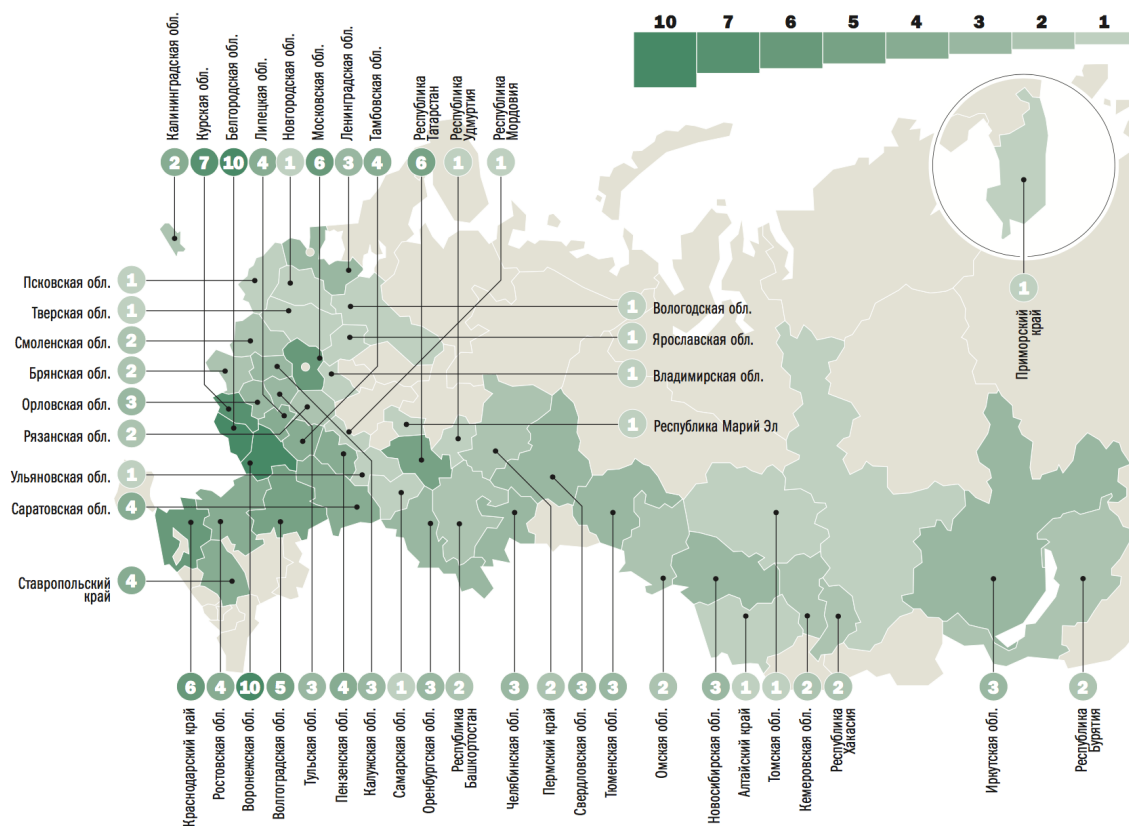 10 7 6 5 4 3 2 1
Калининградская обл.
Курская обл.
Белгородская обл.
Липецкая обл.
Новгородская обл.
Московская обл.
Ленинградская обл.
Тамбовская обл.
Республика
Татарстан
Республика
Удмуртия
Республика
Мордовия
2 7 10 4 1 6 3 4 6 1 1
Псковская обл. 1
Тверская обл. 1
Смоленская обл. 2
Брянская обл. 2
Орловская обл. 3
Рязанская обл. 2
Ульяновская обл. 1
Саратовская обл. 4
Ставропольский
край
4
1 Вологодская обл.
1 Ярославская обл.
1 Владимирская обл.
1 Республика Марий Эл
1
Приморский
край
6 4 10 5 3 4 3 1 3 2 3 2 3 3 2 3 1 1 2 2 3 2
Краснодарский край
Ростовская обл.
Воронежская обл.
Волгоградская обл.
Тульская обл.
Пензенская обл.
Калужская обл.
Самарская обл.
Оренбургская обл.
Республика
Башкортостан
Челябинская обл.
Пермский край
Свердловская обл.
Тюменская обл.
Омская обл.
Новосибирская обл.
Алтайский край
Томская обл.
Кемеровская обл.
Республика
Хакасия
Иркутская обл.
Республика
Бурятия